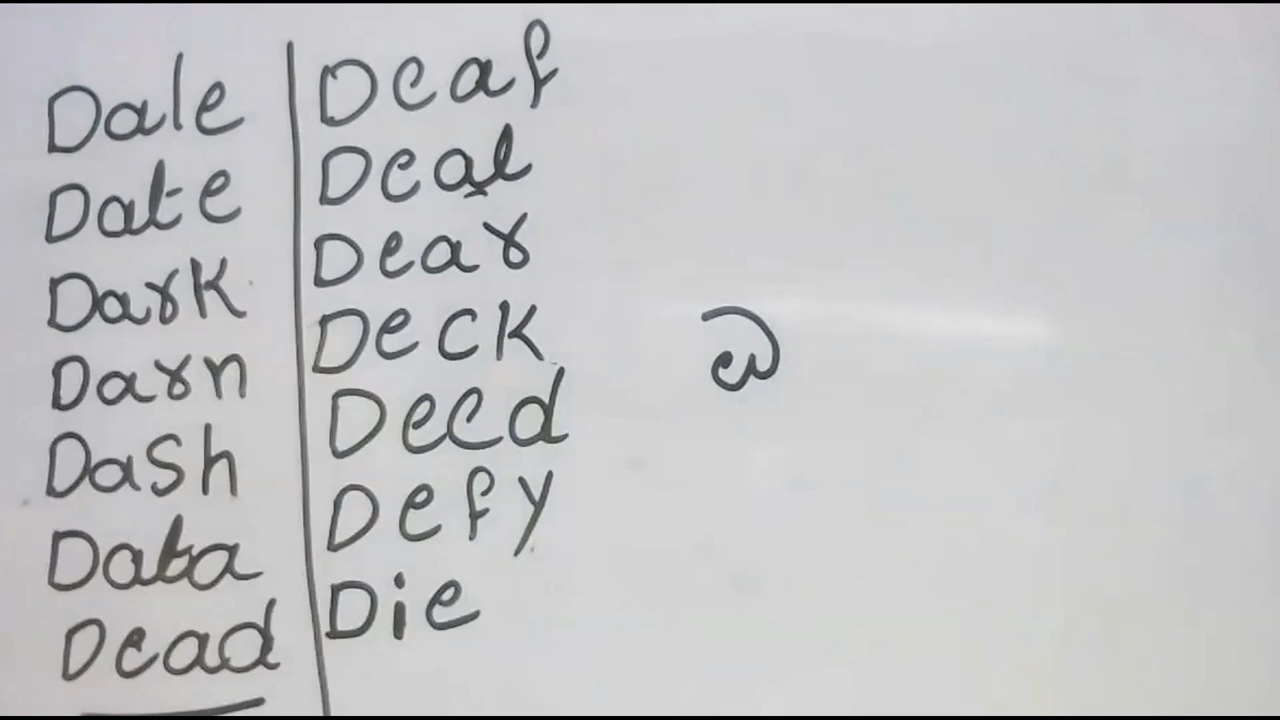 Dale
Date
Dark
Darn
Dash
Data
Dead
Deaf
Deal
Dear
Deck
Deed
Defy
Die